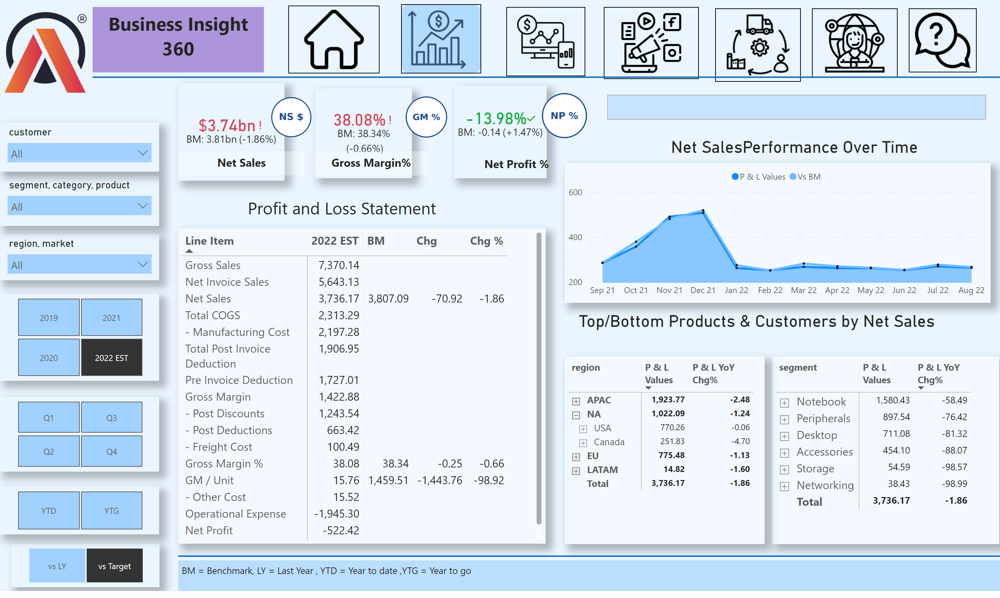 ®
Business Insight
360
NS $
$3.74bn !
BM: 3.81bn (-1.86%)
Net Sales
GM %
38.08% !
BM: 38.34%
(-0.66%)
Gross Margin%
NP %
-13.98%
BM: -0.14 (+1.47%)
Net Profit %
customer
All
segment, category, product
All
region, market
All
2019
2021
2020
2022 EST
Q1
Q3
Q2
Q4
YTD
YTG
vs LY
vs Target
Profit and Loss Statement
Line Item 2022 EST BM Chg Chg %
Gross Sales 7,370.14
Net Invoice Sales 5,643.13
Net Sales 3,736.17 3,807.09 -70.92 -1.86
Total COGS 2,313.29
- Manufacturing Cost 2,197.28
Total Post Invoice 1,906.95
Deduction
Pre Invoice Deduction 1,727.01
Gross Margin 1,422.88
- Post Discounts 1,243.54
- Post Deductions 663.42
- Freight Cost 100.49
Gross Margin % 38.08 38.34 -0.25 -0.66
GM / Unit 15.76 1,459.51 -1,443.76 -98.92
- Other Cost 15.52
Operational Expense -1,945.30
Net Profit -522.42
Net SalesPerformance Over Time
P & L Values Vs BM
600
400
200
Sep 21 Oct 21 Nov 21 Dec 21 Jan 22 Feb 22 Mar 22 Apr 22 May 22 Jun 22 Jul 22 Aug 22
Top/Bottom Products & Customers by Net Sales
region P & L P & L YoY
Values Chg%
APAC 1,923.77 -2.48
NA 1,022.09 -1.24
USA 770.26 -0.06
Canada 251.83 -4.70
EU 775.48 -1.13
LATAM 14.82 -1.60
Total 3,736.17 -1.86
segment P & L P & L YoY
Values Chg%
Notebook 1,580.43 -58.49
Peripherals 897.54 -76.42
Desktop 711.08 -81.32
Accessories 454.10 -88.07
Storage 54.59 -98.57
Networking 38.43 -98.99
Total 3,736.17 -1.86
BM = Benchmark, LY = Last Year , YTD = Year to date ,YTG = Year to go